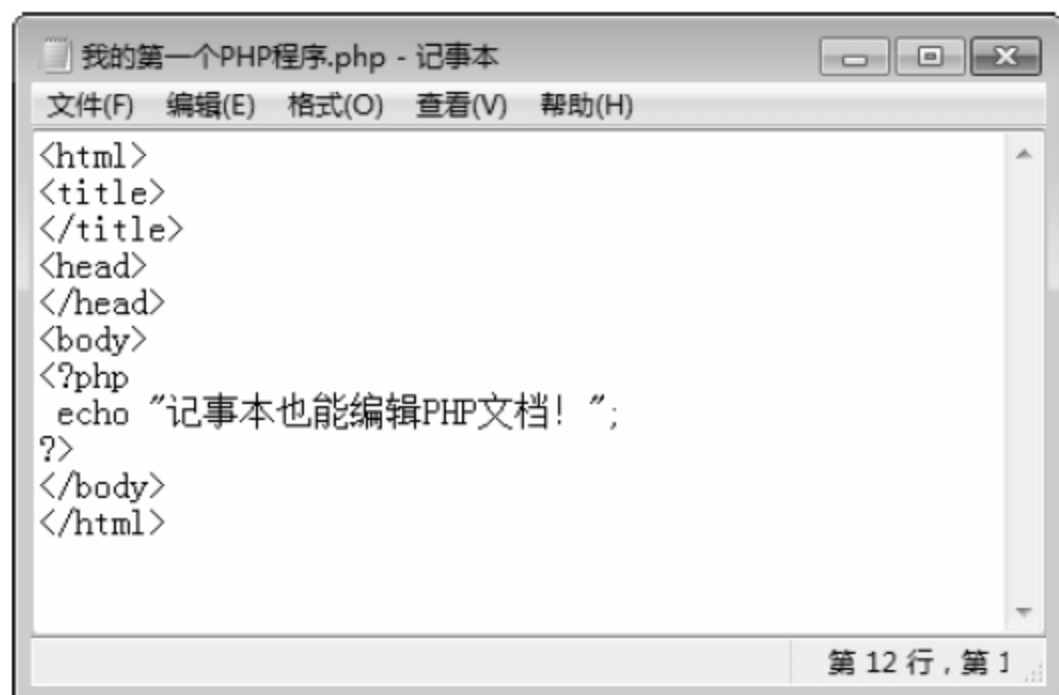 我的第一个PHP程序.php - 记事本
文件(F) 编辑(E) 格式(O) 查看(V) 帮助(H)
<html>
<title>
</title>
<head>
</head>
<body>
<?php
 echo "记事本也能编辑PHP文档！";
?>
</body>
</html>
第 12 行，第 1